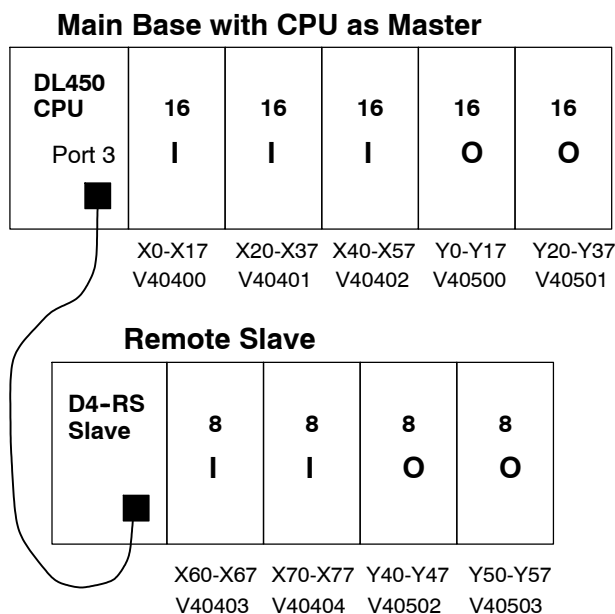 Main Base with CPU as Master
DL450
CPU
Port 3
16
I
16
I
16
I
16
O
16
O
X0-X17 X20-X37 X40-X57 Y0-Y17 Y20-Y37
V40400 V40401 V40402 V40500 V40501
Remote Slave
D4-RS
Slave
8
I
8
I
8
O
8
O
X60-X67 X70-X77 Y40-Y47 Y50-Y57
V40403 V40404 V40502 V40503